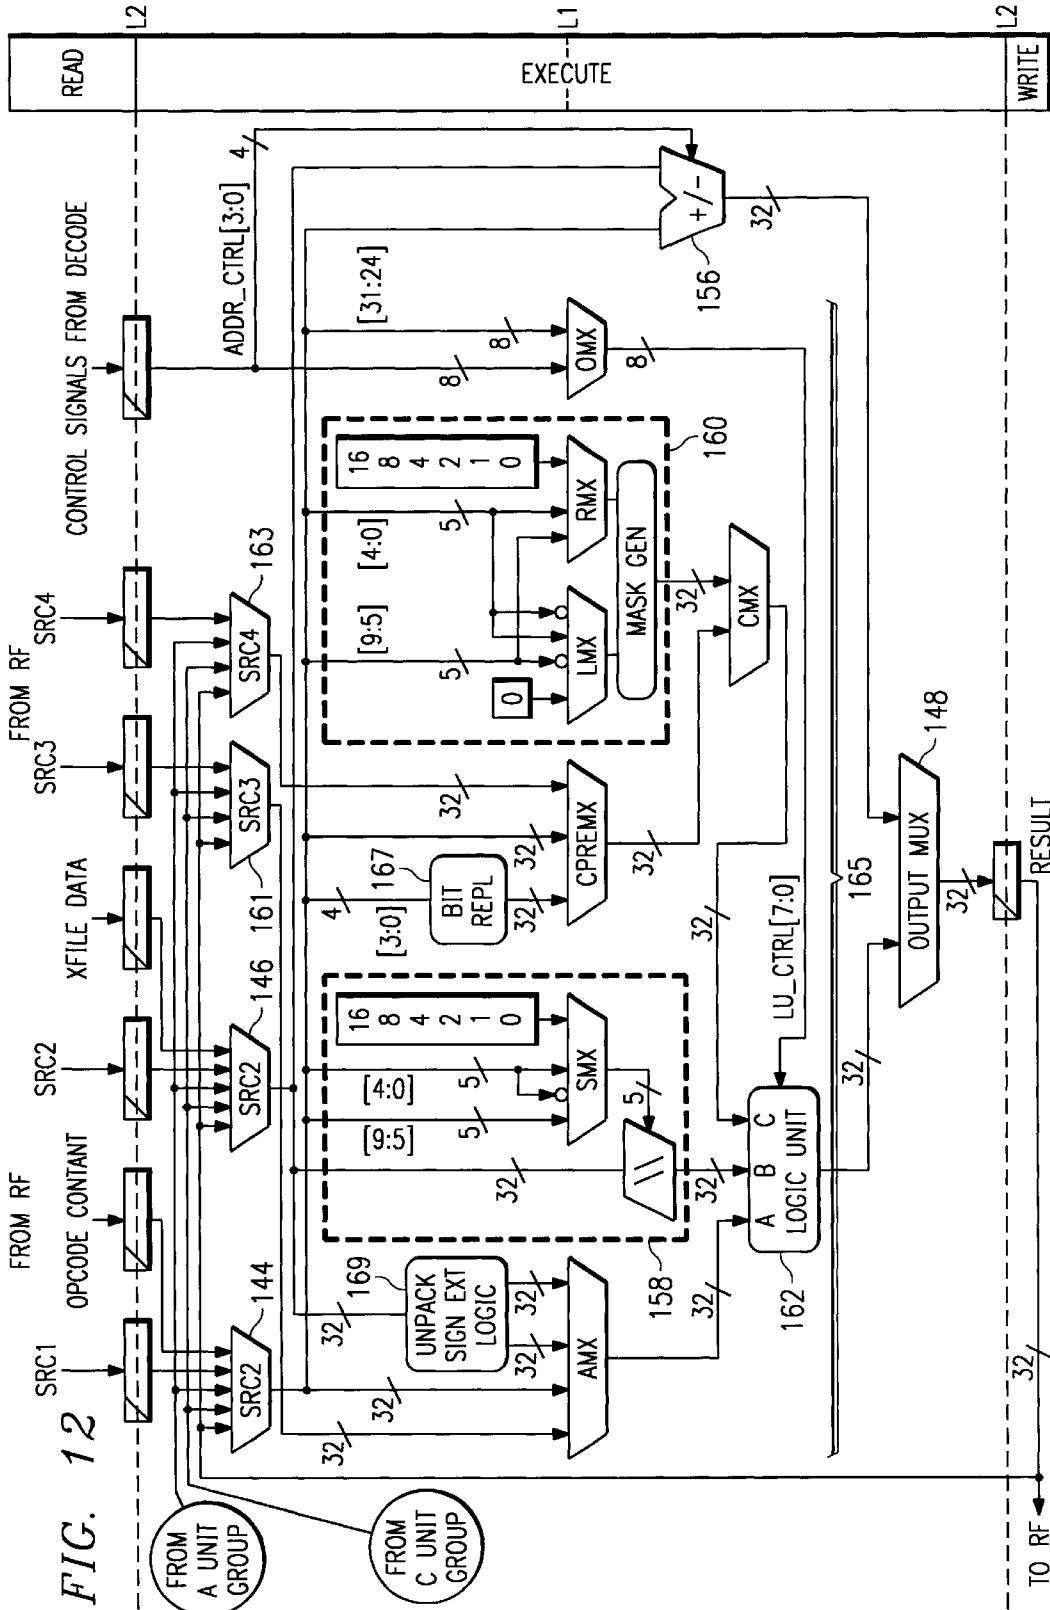 FIG. 12
FROM RF
SRC1
OPCODE CONTANT
SRC2
XFILE DATA
FROM RF
SRC3
SRC4
CONTROL SIGNALS FROM DECODE
L2
READ
FROM
A UNIT
GROUP
FROM
C UNIT
GROUP
SRC2
144
SRC2
146
SRC3
161
SRC4
163
ADDR_CTRL[3:0]
4
L1
EXECUTE
32
32
32
169
UNPACK
SIGN EXT
LOGIC
32
32
AMX
32
[9:5]
[4:0]
5
5
16
8
4
2
1
0
SMX
5
32
32
158
4
[3:0]
167
BIT
REPL
32
32
32
CPREMX
32
[9:5]
[4:0]
5
5
0
16
8
4
2
1
0
LMX
RMX
MASK GEN
160
32
CMX
32
[31:24]
8
8
OMX
8
+/-
156
32
LU_CTRL[7:0]
A
B
C
LOGIC UNIT
162
32
165
OUTPUT MUX
148
32
RESULT
32
TO RF
L2
WRITE